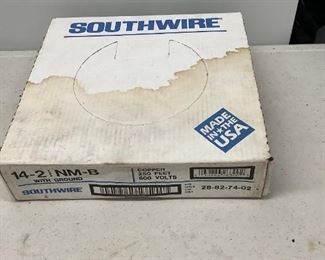 SOUTHWIRE®
MADE
IN ★ THE
USA
14-2 NM-B
WITH GROUND
COPPER
250 FEET
600 VOLTS
SOUTHWIRE
28-82-74-02